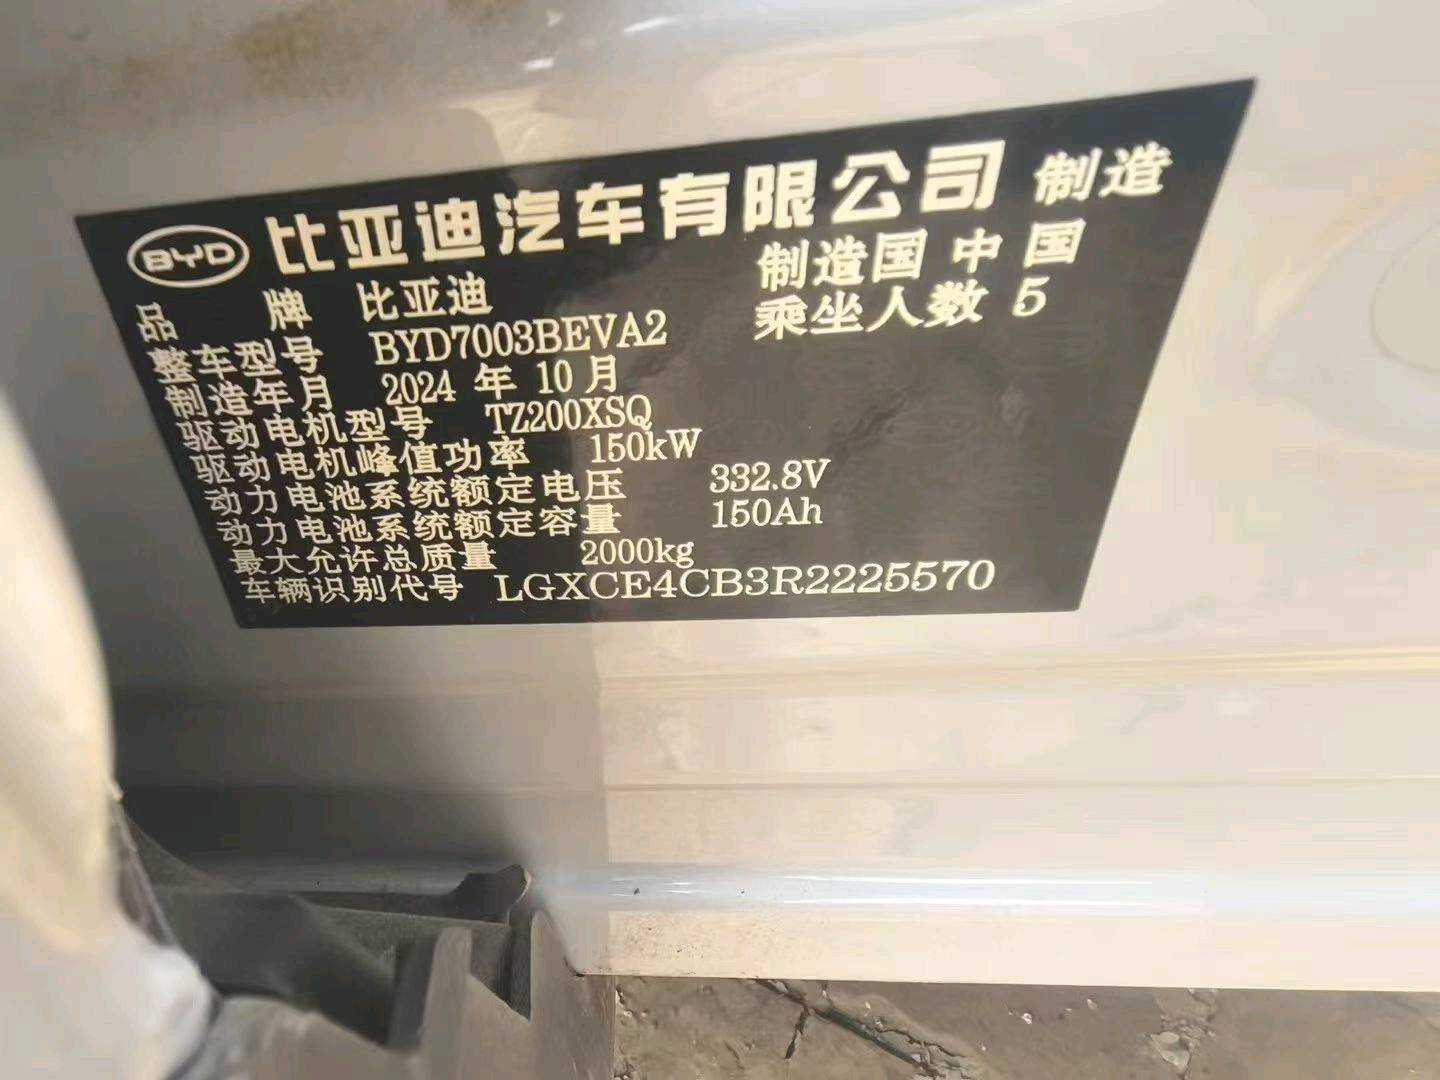 BYD 比亚迪汽车有限公司 制造
品 牌 比亚迪 制造国 中国
整车型号 BYD7003BEVA2 乘坐人数 5
制造年月 2024 年 10 月
驱动电机型号 TZ200XSQ
驱动电机峰值功率 150kW
动力电池系统额定电压 332.8V
动力电池系统额定容量 150Ah
最大允许总质量 2000kg
车辆识别代号 LGXCE4CB3R2225570